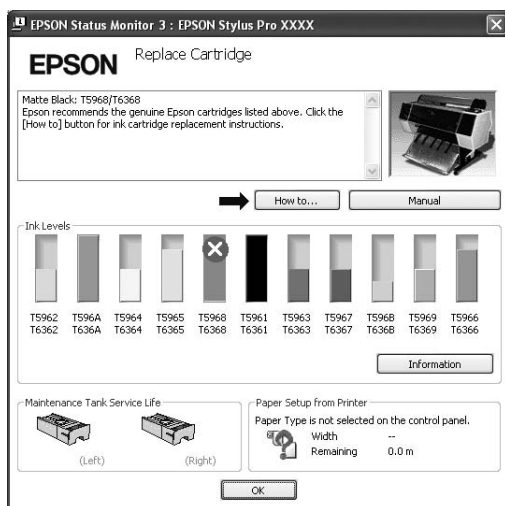 EPSON Status Monitor 3 : EPSON Stylus Pro XXXX
EPSON
Replace Cartridge
Matte Black: T5968/T6368
Epson recommends the genuine Epson cartridges listed above. Click the
[How to] button for ink cartridge replacement instructions.
How to...
Manual
Ink Levels
T5962 T596A T5964 T5965 T5968 T5961 T5963 T5967 T596B T5969 T5966
T6362 T636A T6364 T6365 T6368 T6361 T6363 T6367 T636B T6369 T6366
Information
Maintenance Tank Service Life
(Left) (Right)
Paper Setup from Printer
Paper Type is not selected on the control panel.
Width --
Remaining 0.0 m
OK